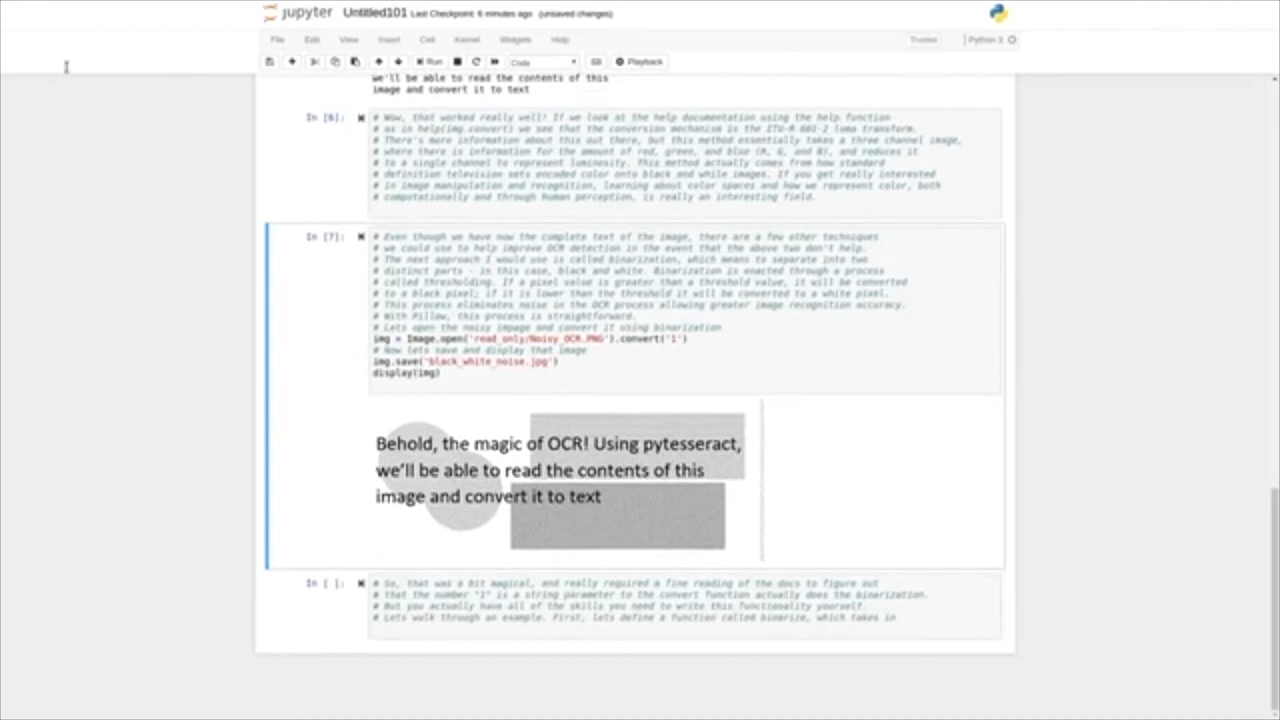 jupyter Untitled101 Last Checkpoint: 6 minutes ago (unsaved changes)
File Edit View Insert Cell Kernel Widgets Help Trusted Python 3
Run Code Playback
we'll be able to read the contents of this
image and convert it to text
In [6]:
# Wow, that worked really well! If we look at the help documentation using the help function
# as in help(img.convert) we see that the conversion mechanism is the ITU-R 601-2 luma transform.
# There's more information about this out there, but this method essentially takes a three channel image,
# where there is information for the amount of red, green, and blue (R, G, and B), and reduces it
# to a single channel to represent luminosity. This method actually comes from how standard
# definition television sets encoded color onto black and while images. If you get really interested
# in image manipulation and recognition, learning about color spaces and how we represent color, both
# computationally and through human perception, is really an interesting field.
In [7]:
# Even though we have now the complete text of the image, there are a few other techniques
# we could use to help improve OCR detection in the event that the above two don't help.
# The next approach I would use is called binarization, which means to separate into two
# distinct parts - in this case, black and white. Binarization is enacted through a process
# called thresholding. If a pixel value is greater than a threshold value, it will be converted
# to a black pixel; if it is lower than the threshold it will be converted to a white pixel.
# This process eliminates noise in the OCR process allowing greater image recognition accuracy.
# With Pillow, this process is straightforward.
# Lets open the noisy impage and convert it using binarization
img = Image.open('read_only/Noisy_OCR.PNG').convert('1')
# Now lets save and display that image
img.save('black_white_noise.jpg')
display(img)
Behold, the magic of OCR! Using pytesseract,
we'll be able to read the contents of this
image and convert it to text
In [ ]:
# So, that was a bit magical, and really required a fine reading of the docs to figure out
# that the number "1" is a string parameter to the convert function actually does the binarization.
# But you actually have all of the skills you need to write this functionality yourself.
# Lets walk through an example. First, lets define a function called binarize, which takes in